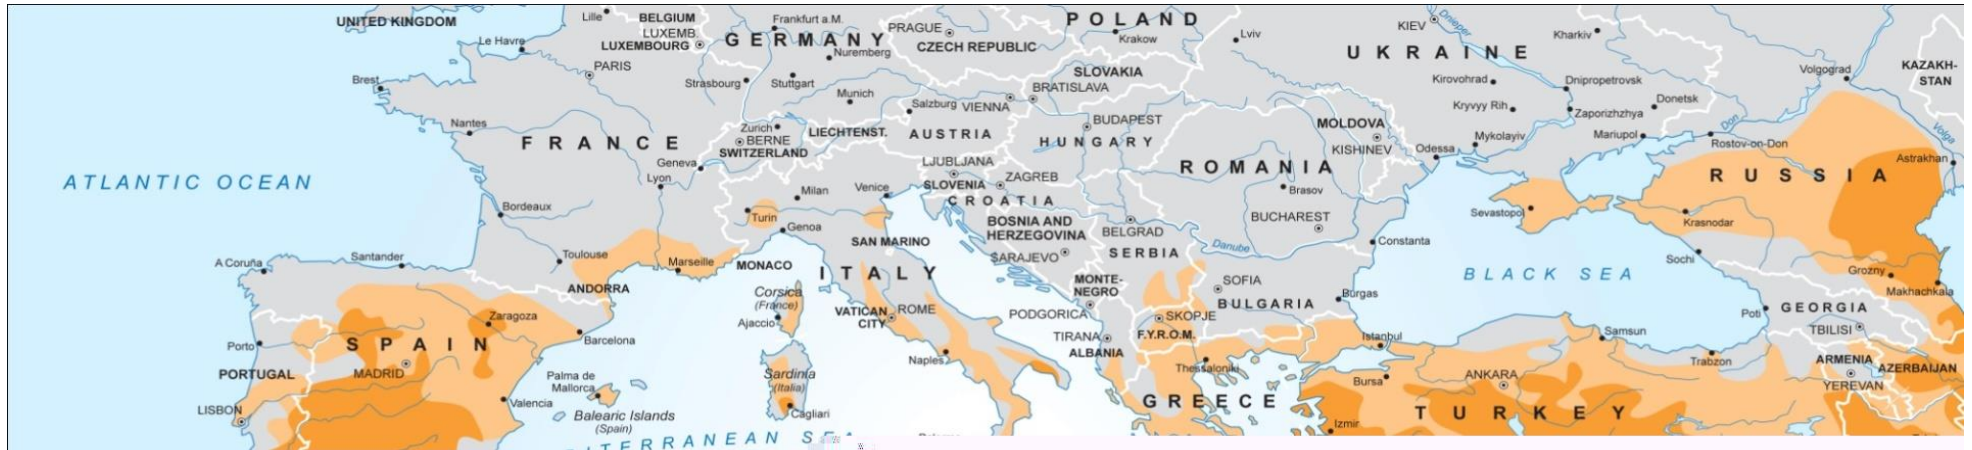 UNITED KINGDOM
Lille
BELGIUM
LUXEMB.
LUXEMBOURG
Frankfurt a.M.
GERMANY
Nuremberg
PRAGUE
CZECH REPUBLIC
POLAND
Krakow
Lviv
KIEV
Dnieper
UKRAINE
Kharkiv
Volgograd
KAZAKH-
STAN
Le Havre
PARIS
Brest
Strasbourg
Stuttgart
Munich
Salzburg
VIENNA
SLOVAKIA
BRATISLAVA
Kirovohrad
Dnipropetrovsk
Kryvyy Rih
Zaporizhzhya
Donetsk
Nantes
FRANCE
Zurich
BERNE
SWITZERLAND
LIECHTENST.
AUSTRIA
BUDAPEST
HUNGARY
MOLDOVA
KISHINEV
Odessa
Mykolayiv
Mariupol
Don
Rostov-on-Don
Volga
Astrakhan
Geneva
Lyon
LJUBLJANA
SLOVENIA
ZAGREB
CROATIA
ROMANIA
Brasov
RUSSIA
ATLANTIC OCEAN
Milan
Venice
Turin
Genoa
Bordeaux
BOSNIA AND
HERZEGOVINA
SARAJEVO
BELGRAD
SERBIA
BUCHAREST
Danube
Constanta
Sevastopol
Krasnodar
Sochi
Toulouse
Marseille
MONACO
SAN MARINO
ITALY
A Coruña
Santander
ANDORRA
Corsica
(France)
Ajaccio
VATICAN
CITY
ROME
MONTE-
NEGRO
PODGORICA
SOFIA
BULGARIA
Burgas
BLACK SEA
Grozny
Makhachkala
Poti
GEORGIA
TBILISI
Zaragoza
Barcelona
Porto
SPAIN
MADRID
PORTUGAL
LISBON
Palma de
Mallorca
Valencia
Balearic Islands
(Spain)
Sardinia
(Italia)
Cagliari
Naples
TIRANA
ALBANIA
SKOPJE
F.Y.R.O.M.
Thessaloniki
GREECE
Istanbul
Bursa
Izmir
ANKARA
TURKEY
Samsun
Trabzon
ARMENIA
YEREVAN
AZERBAIJAN